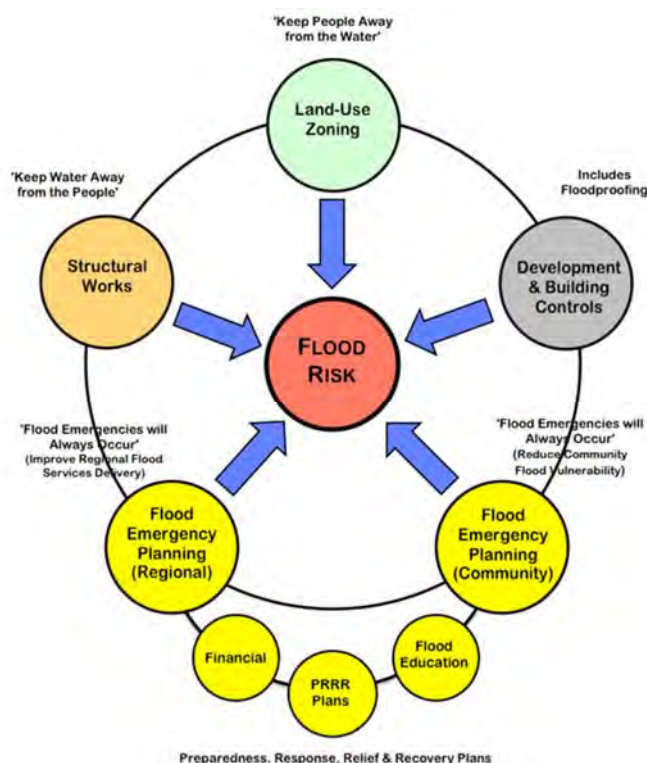 'Keep People Away
from the Water'
Land-Use
Zoning
'Keep Water Away
from the People'
Includes
Floodproofing
Structural
Works
Development
& Building
Controls
FLOOD
RISK
'Flood Emergencies will
Always Occur'
(Improve Regional Flood
Services Delivery)
'Flood Emergencies will
Always Occur'
(Reduce Community
Flood Vulnerability)
Flood
Emergency
Planning
(Regional)
Flood
Emergency
Planning
(Community)
Financial
PRRR
Plans
Flood
Education
Preparedness, Response, Relief & Recovery Plans